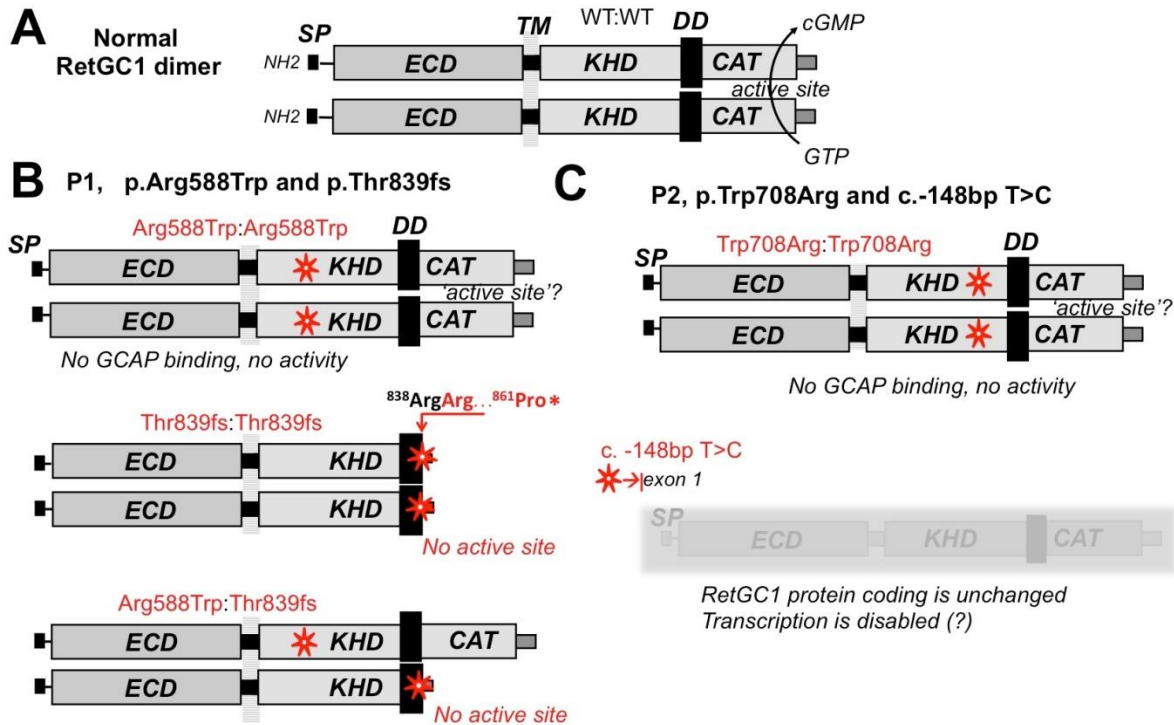 A
Normal
RetGC1 dimer
SP
TM
WT:WT
DD
cGMP
NH2
ECD
KHD
CAT
active site
NH2
ECD
KHD
CAT
GTP
B
P1, p.Arg588Trp and p.Thr839fs
Arg588Trp:Arg588Trp
SP
DD
ECD
KHD
CAT
'active site'?
ECD
KHD
CAT
No GCAP binding, no activity
838ArgArg...861Pro*
Thr839fs:Thr839fs
ECD
KHD
ECD
KHD
No active site
Arg588Trp:Thr839fs
ECD
KHD
CAT
ECD
KHD
No active site
C
P2, p.Trp708Arg and c.-148bp T>C
Trp708Arg:Trp708Arg
SP
DD
ECD
KHD
CAT
'active site'?
ECD
KHD
CAT
No GCAP binding, no activity
c. -148bp T>C
exon 1
SP
ECD
KHD
CAT
RetGC1 protein coding is unchanged
Transcription is disabled (?)